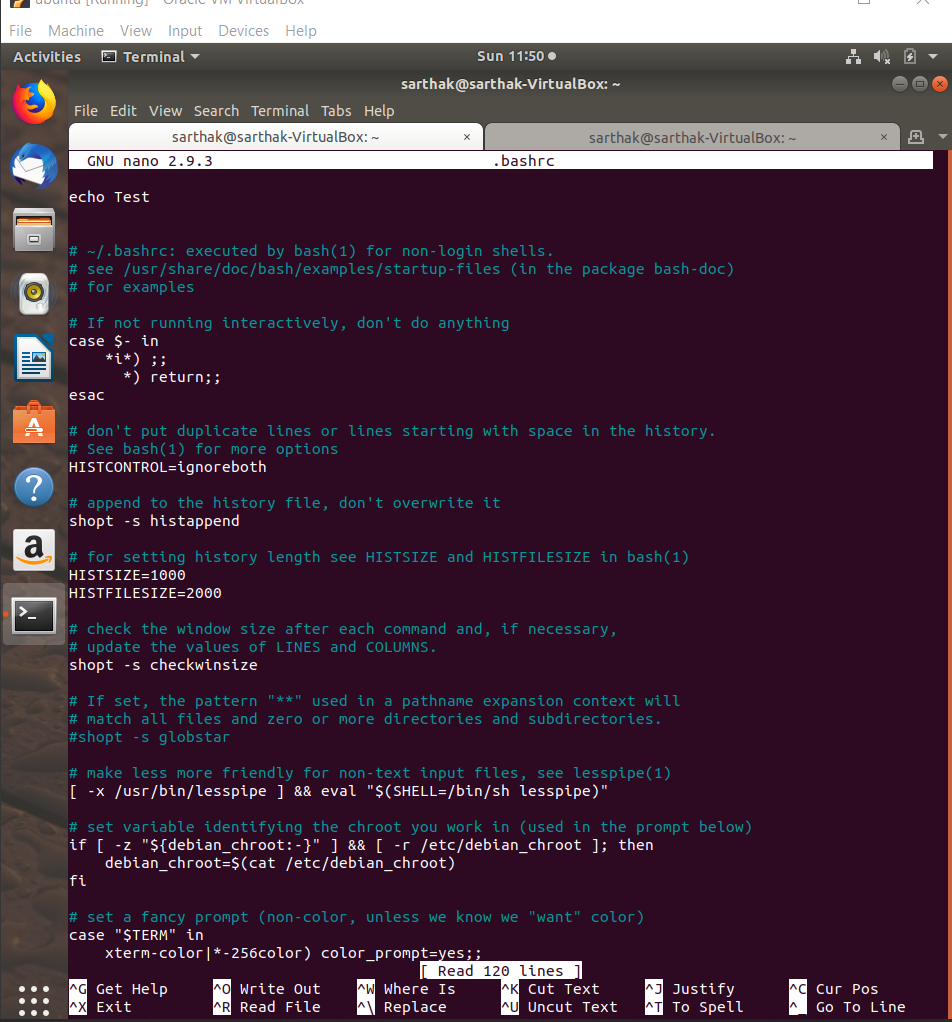 ubuntu [Running] - Oracle VM VirtualBox
File Machine View Input Devices Help
Activities Terminal Sun 11:50
sarthak@sarthak-VirtualBox: ~
File Edit View Search Terminal Tabs Help
sarthak@sarthak-VirtualBox: ~ × sarthak@sarthak-VirtualBox: ~ ×
GNU nano 2.9.3 .bashrc
echo Test
# ~/.bashrc: executed by bash(1) for non-login shells.
# see /usr/share/doc/bash/examples/startup-files (in the package bash-doc)
# for examples
# If not running interactively, don't do anything
case $- in
    *i*) ;;
      *) return;;
esac
# don't put duplicate lines or lines starting with space in the history.
# See bash(1) for more options
HISTCONTROL=ignoreboth
# append to the history file, don't overwrite it
shopt -s histappend
# for setting history length see HISTSIZE and HISTFILESIZE in bash(1)
HISTSIZE=1000
HISTFILESIZE=2000
# check the window size after each command and, if necessary,
# update the values of LINES and COLUMNS.
shopt -s checkwinsize
# If set, the pattern "**" used in a pathname expansion context will
# match all files and zero or more directories and subdirectories.
#shopt -s globstar
# make less more friendly for non-text input files, see lesspipe(1)
[ -x /usr/bin/lesspipe ] && eval "$(SHELL=/bin/sh lesspipe)"
# set variable identifying the chroot you work in (used in the prompt below)
if [ -z "${debian_chroot:-}" ] && [ -r /etc/debian_chroot ]; then
    debian_chroot=$(cat /etc/debian_chroot)
fi
# set a fancy prompt (non-color, unless we know we "want" color)
case "$TERM" in
    xterm-color|*-256color) color_prompt=yes;;
[ Read 120 lines ]
^G Get Help ^O Write Out ^W Where Is ^K Cut Text ^J Justify ^C Cur Pos
^X Exit ^R Read File ^\ Replace ^U Uncut Text ^T To Spell ^_ Go To Line